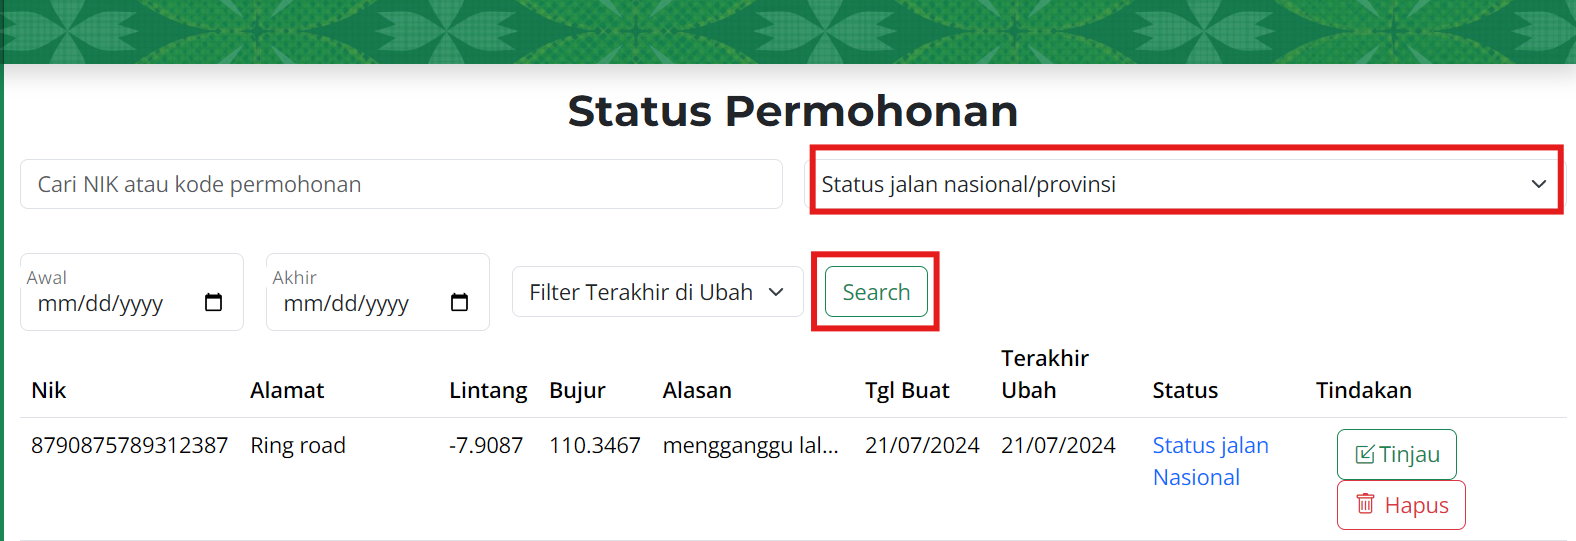 Status Permohonan
Cari NIK atau kode permohonan
Status jalan nasional/provinsi
Awal
mm/dd/yyyy
Akhir
mm/dd/yyyy
Filter Terakhir di Ubah
Search
Nik Alamat Lintang Bujur Alasan Tgl Buat Terakhir Ubah Status Tindakan
8790875789312387 Ring road -7.9087 110.3467 mengganggu lal... 21/07/2024 21/07/2024 Status jalan Nasional
Tinjau
Hapus